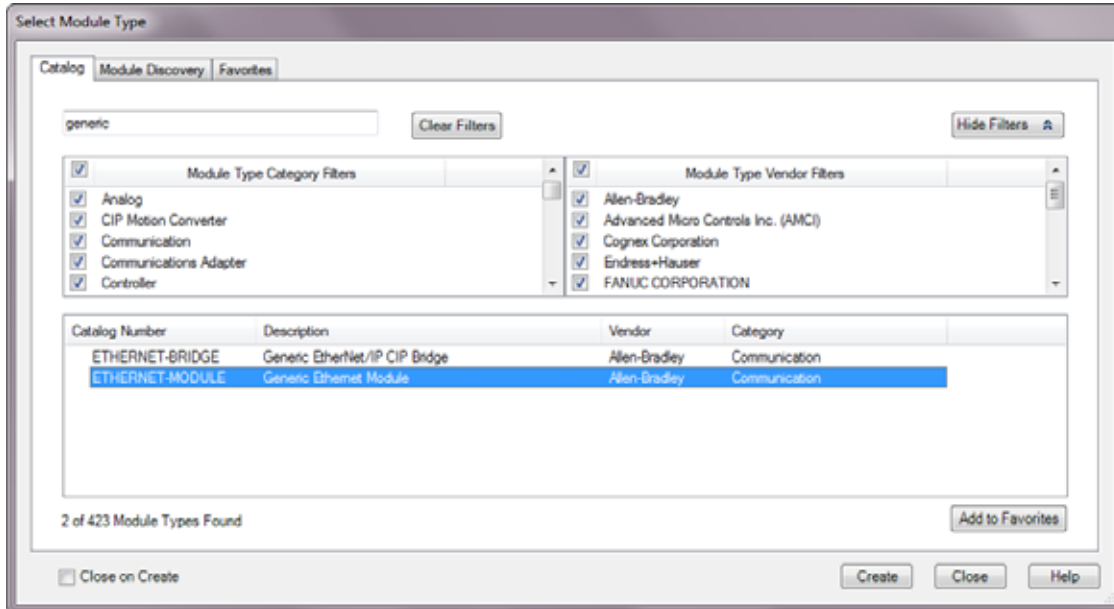 Select Module Type
Catalog Module Discovery Favorites
generic Clear Filters Hide Filters
Module Type Category Filters Module Type Vendor Filters
Analog Allen-Bradley
CIP Motion Converter Advanced Micro Controls Inc. (AMCI)
Communication Cognex Corporation
Communications Adapter Endress+Hauser
Controller FANUC CORPORATION
Catalog Number Description Vendor Category
ETHERNET-BRIDGE Generic EtherNet/IP CIP Bridge Allen-Bradley Communication
ETHERNET-MODULE Generic Ethernet Module Allen-Bradley Communication
2 of 423 Module Types Found Add to Favorites
Close on Create Create Close Help